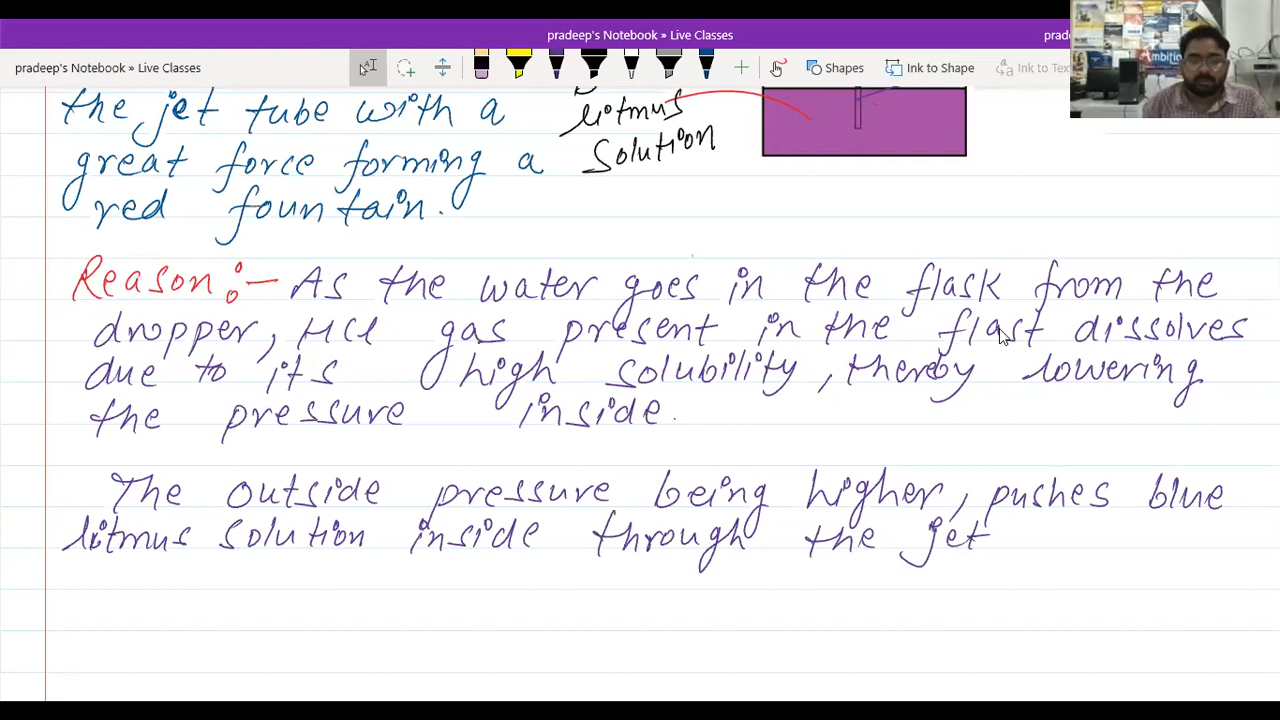 pradeep's Notebook » Live Classes
prade
pradeep's Notebook » Live Classes
Shapes
Ink to Shape
Ink to Text
Ambition
the jet tube with a
great force forming a
red fountain.
litmus
solution
Reason :- As the water goes in the flask from the
dropper, HCl gas present in the flast dissolves
due to its high solubility, thereby lowering
the pressure inside.
The outside pressure being higher, pushes blue
litmus solution inside through the jet